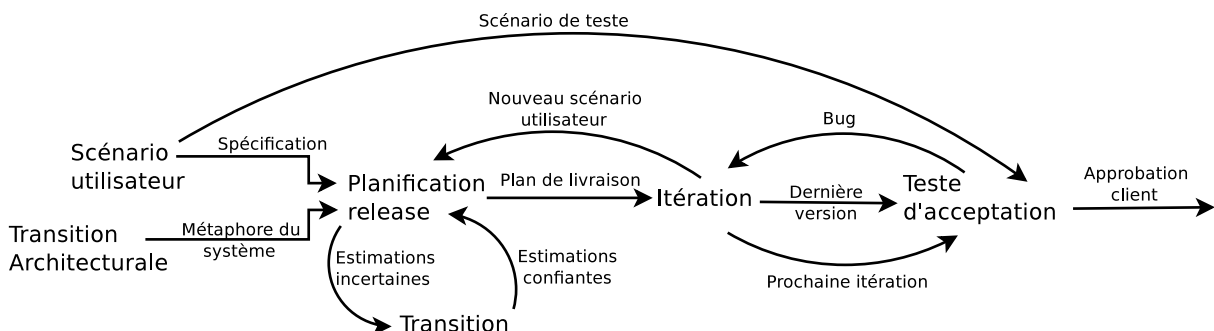 Scénario de teste
Nouveau scénario
utilisateur
Bug
Scénario
utilisateur
Spécification
Planification
release
Plan de livraison
Itération
Dernière
version
Teste
d'acceptation
Approbation
client
Transition
Architecturale
Métaphore du
système
Estimations
incertaines
Estimations
confiantes
Prochaine itération
Transition